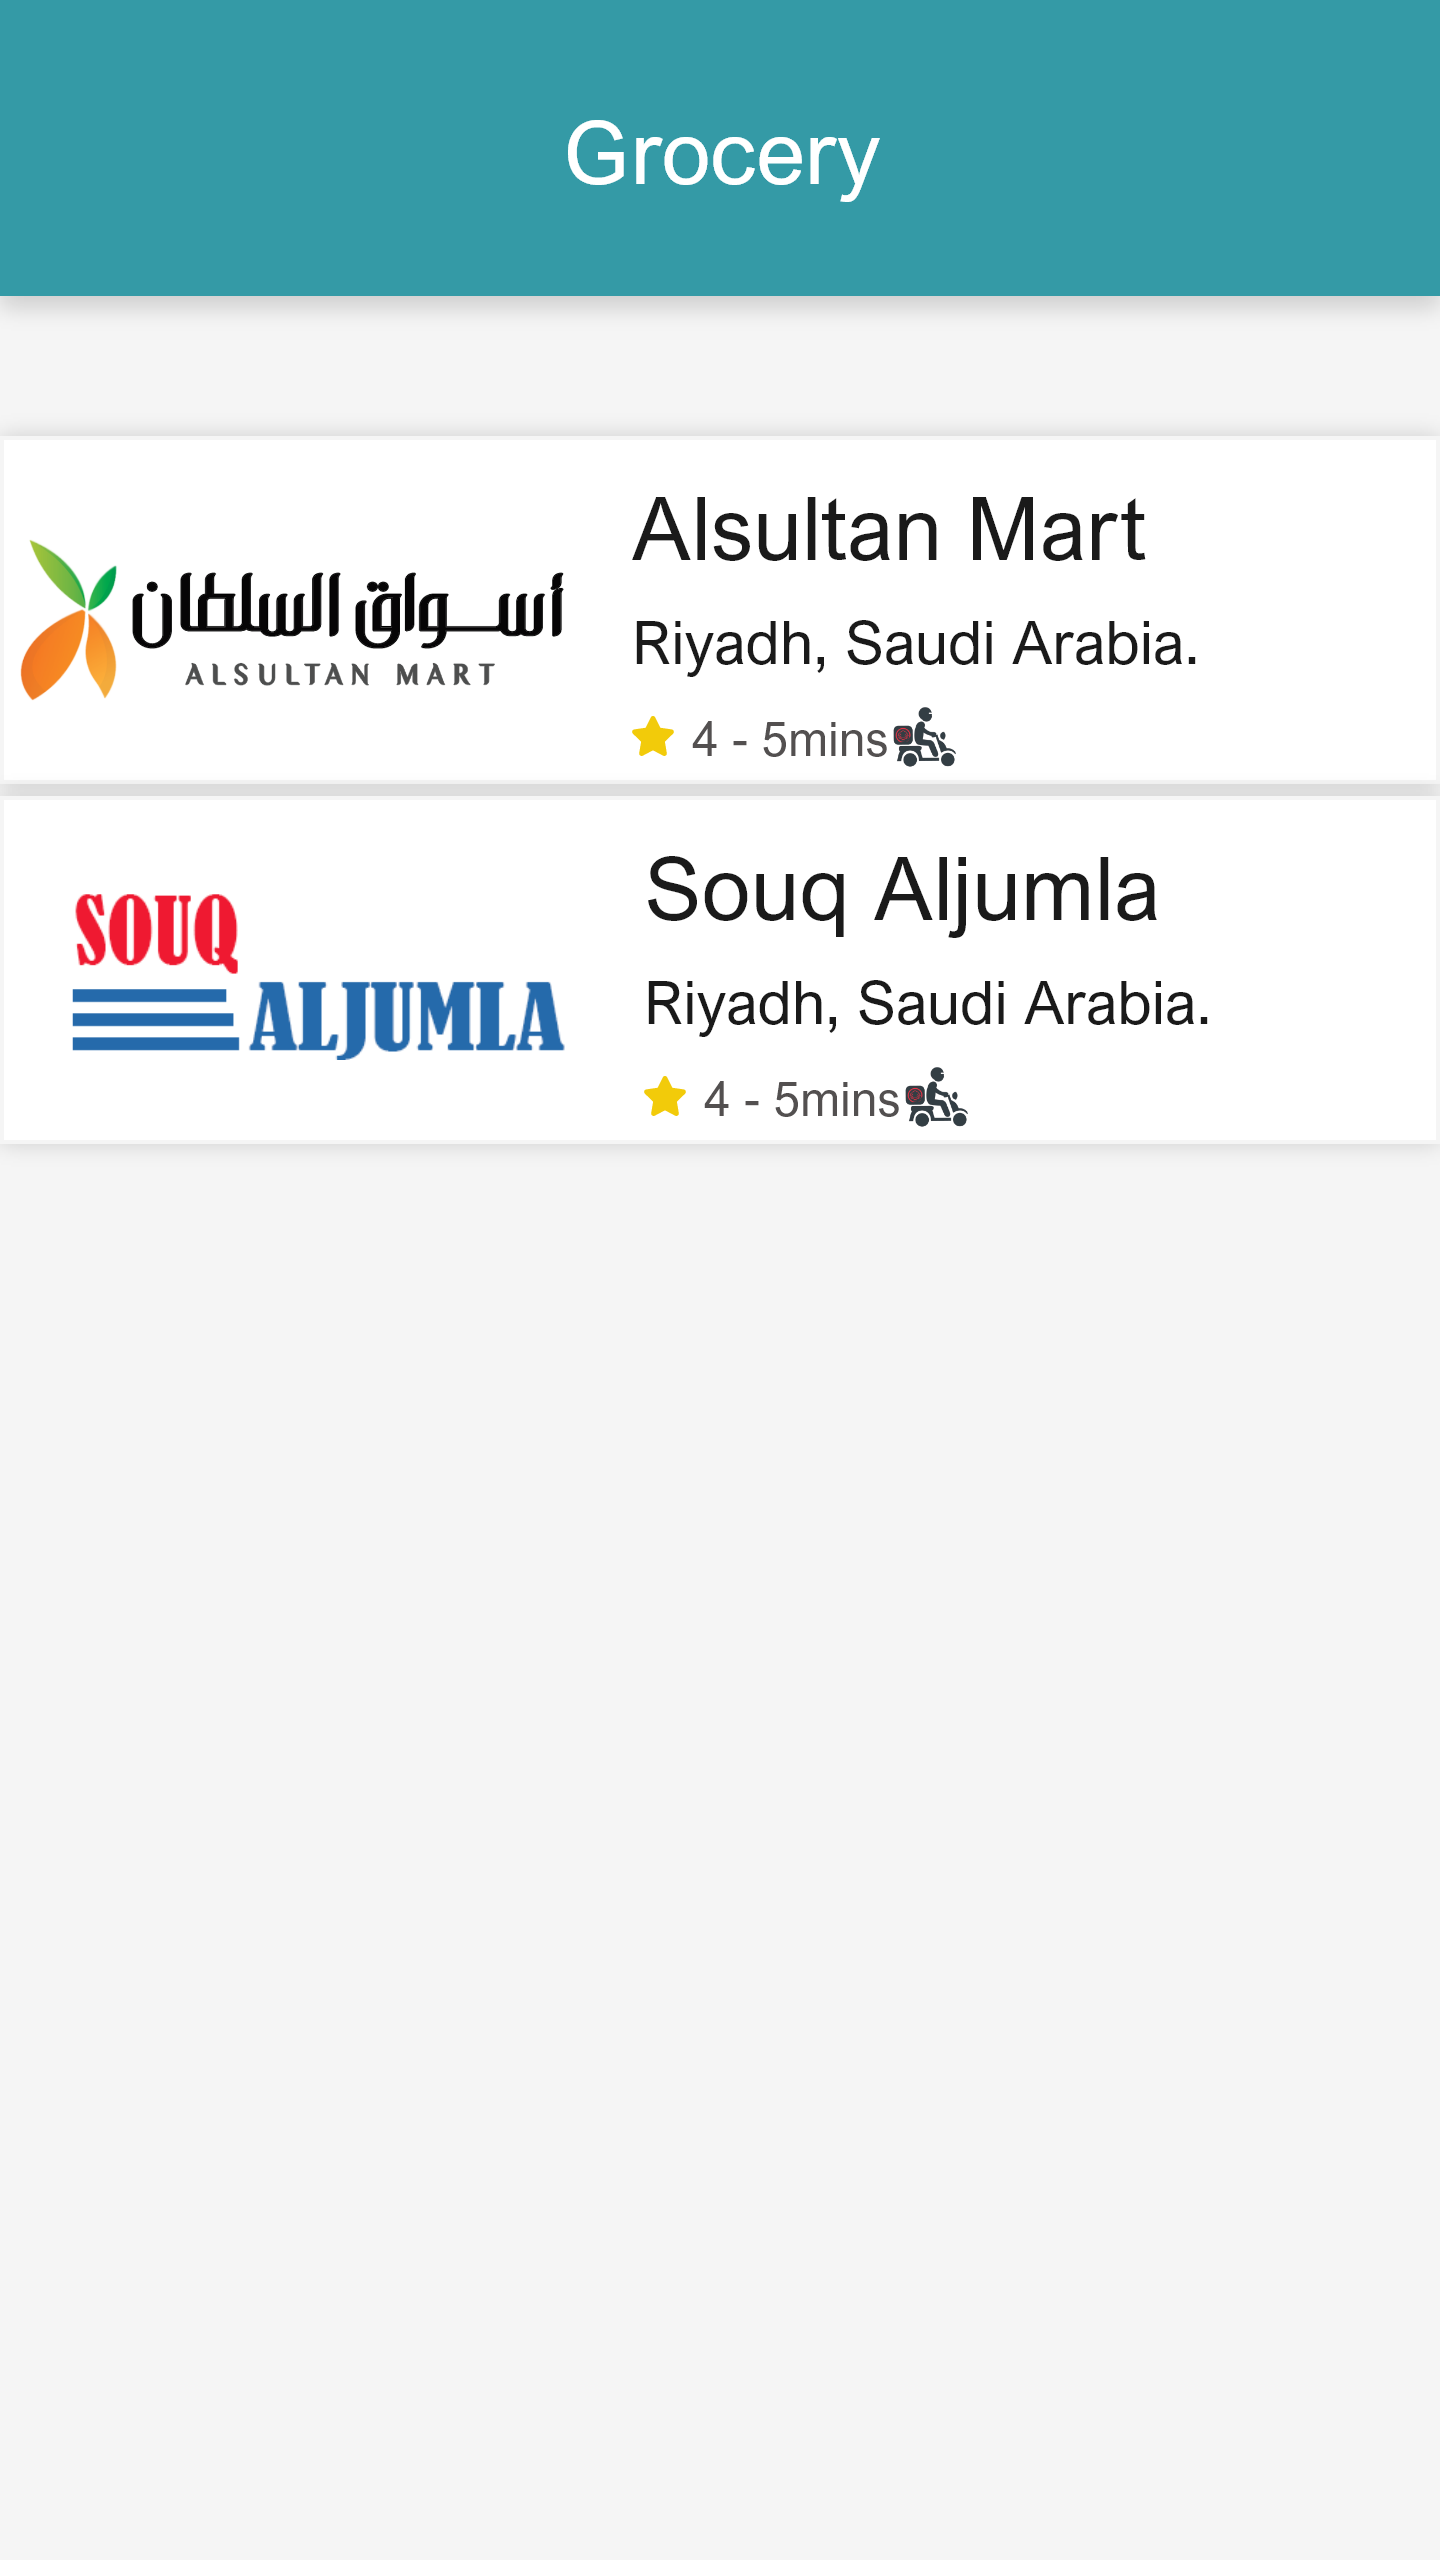 Grocery
أسواق السلطان
ALSULTAN MART
Alsultan Mart
Riyadh, Saudi Arabia.
4 - 5mins
SOUQ
ALJUMLA
Souq Aljumla
Riyadh, Saudi Arabia.
4 - 5mins